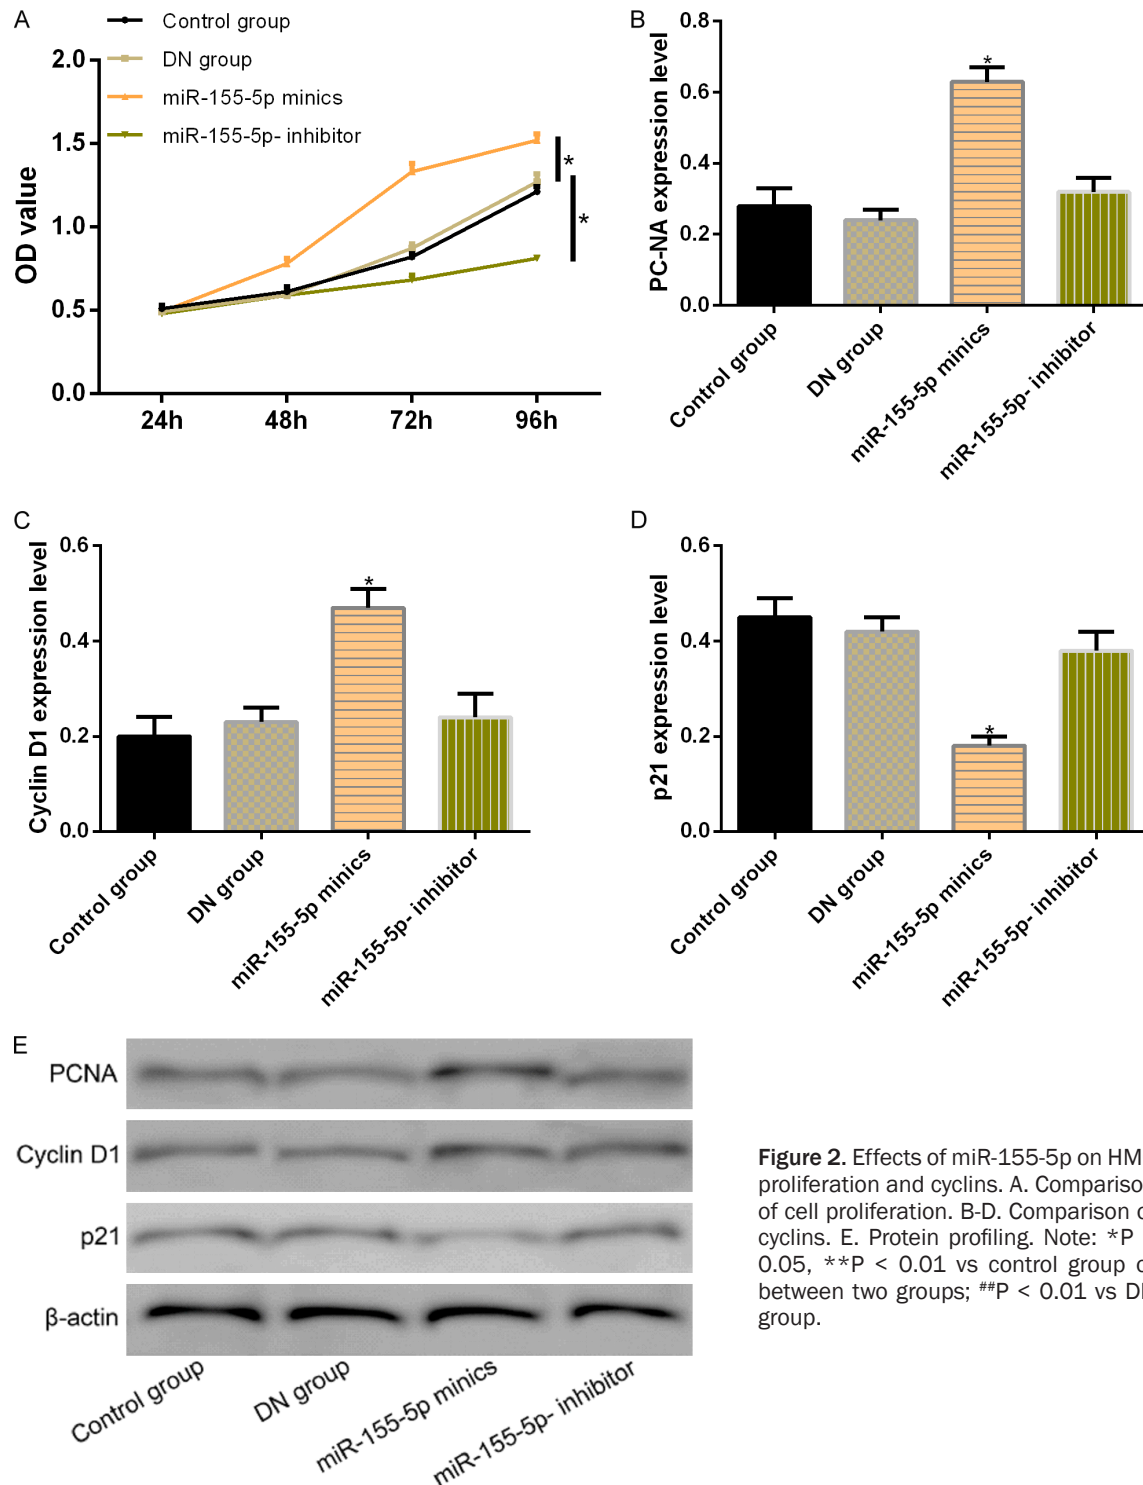 A
Control group
DN group
miR-155-5p minics
miR-155-5p- inhibitor
OD value
2.0
1.5
1.0
0.5
0.0
24h 48h 72h 96h
*
*
B
PC-NA expression level
0.8
0.6
0.4
0.2
0.0
*
Control group
DN group
miR-155-5p minics
miR-155-5p- inhibitor
C
Cyclin D1 expression level
0.6
0.4
0.2
0.0
*
Control group
DN group
miR-155-5p minics
miR-155-5p- inhibitor
D
p21 expression level
0.6
0.4
0.2
0.0
*
Control group
DN group
miR-155-5p minics
miR-155-5p- inhibitor
E
PCNA
Cyclin D1
p21
β-actin
Control group
DN group
miR-155-5p minics
miR-155-5p- inhibitor
Figure 2. Effects of miR-155-5p on HM
proliferation and cyclins. A. Compariso
of cell proliferation. B-D. Comparison o
cyclins. E. Protein profiling. Note: *P
0.05, **P < 0.01 vs control group o
between two groups; ##P < 0.01 vs D
group.